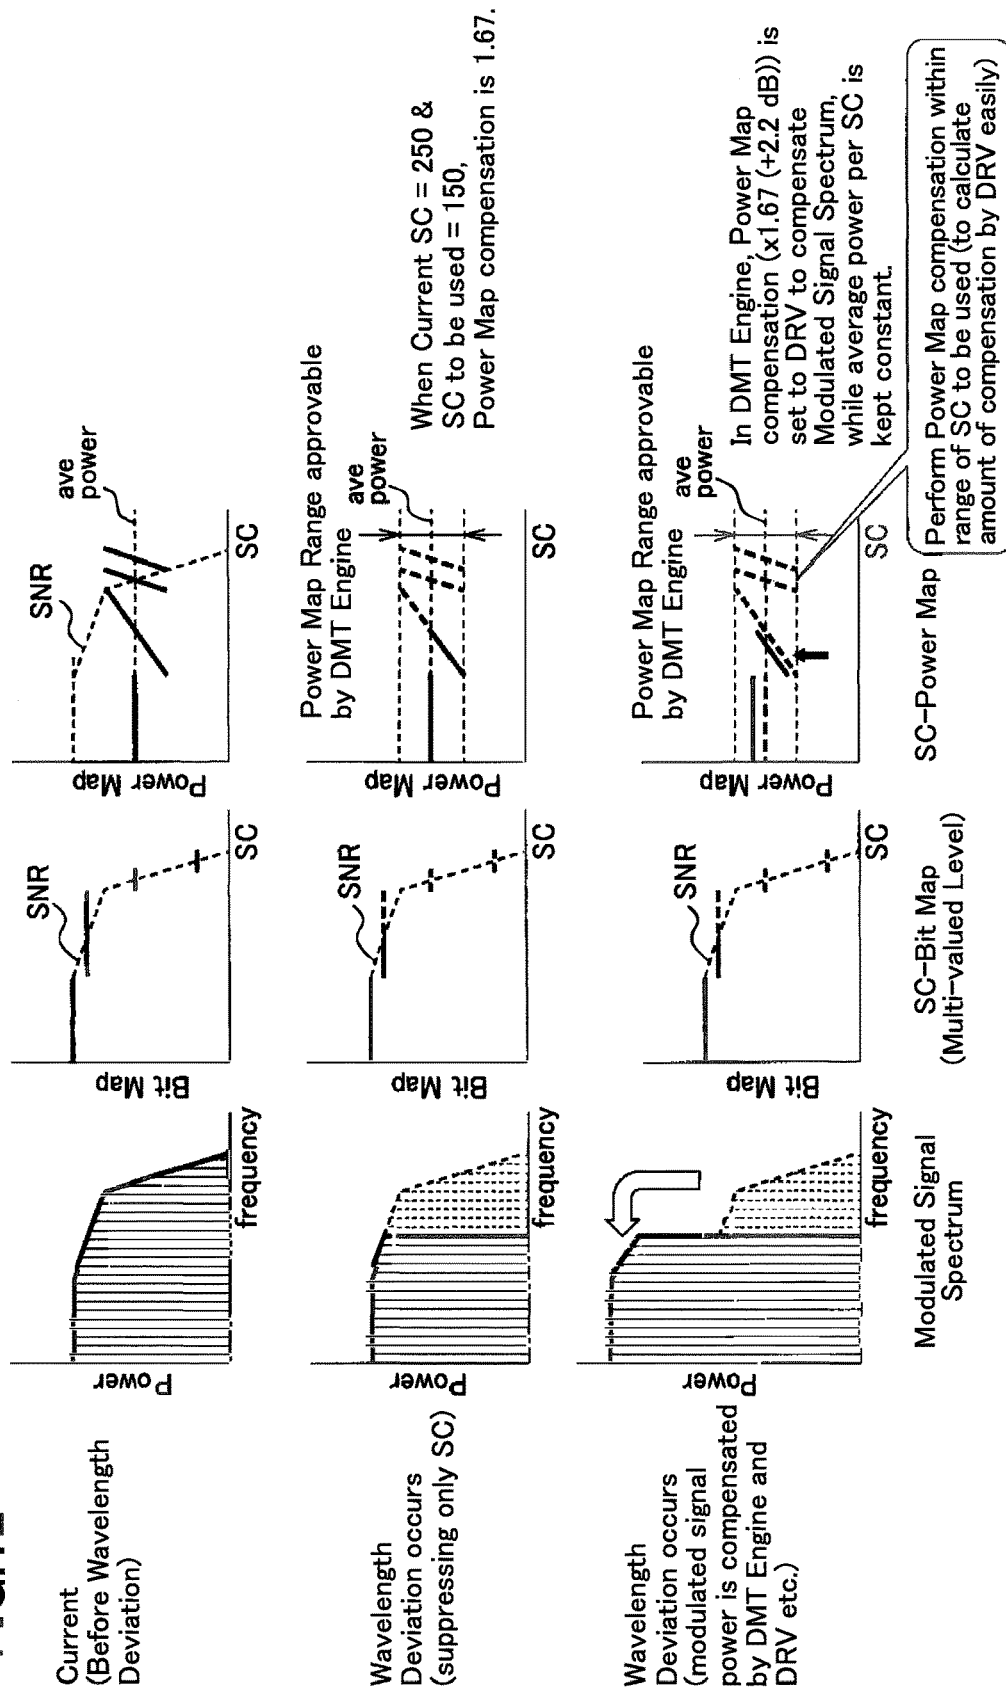 Current
(Before Wavelength
Deviation)
Power
frequency
Bit Map
SNR
SC
Power Map
SNR
ave
power
SC
Wavelength
Deviation occurs
(suppressing only SC)
Power
frequency
Bit Map
SNR
SC
Power Map Range approvable
by DMT Engine
Power Map
ave
power
SC
When Current SC = 250 &
SC to be used = 150,
Power Map compensation is 1.67.
Wavelength
Deviation occurs
(modulated signal
power is compensated
by DMT Engine and
DRV etc.)
Power
frequency
Modulated Signal
Spectrum
Bit Map
SNR
SC
SC-Bit Map
(Multi-valued Level)
Power Map Range approvable
by DMT Engine
Power Map
ave
power
SC
SC-Power Map
In DMT Engine, Power Map
compensation (x1.67 (+2.2 dB)) is
set to DRV to compensate
Modulated Signal Spectrum,
while average power per SC is
kept constant.
Perform Power Map compensation within
range of SC to be used (to calculate
amount of compensation by DRV easily)